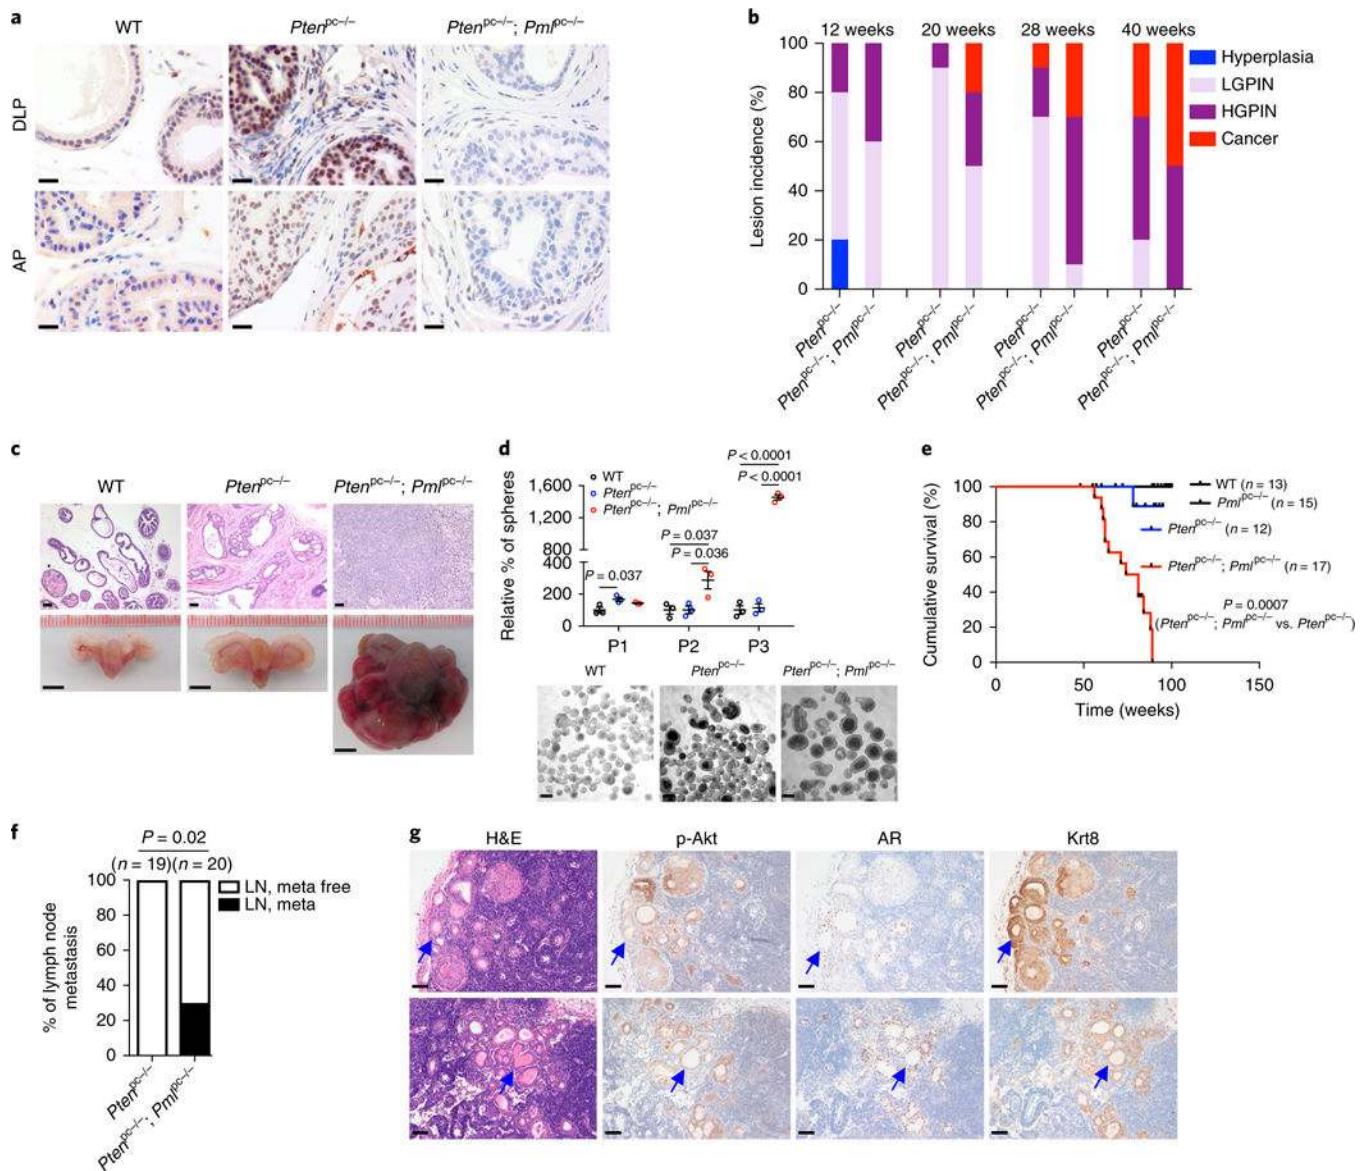 a
WT
Pten^pc−/−
Pten^pc−/−; Pml^pc−/−
DLP
AP
b
12 weeks
20 weeks
28 weeks
40 weeks
Lesion incidence (%)
100
80
60
40
20
0
Hyperplasia
LGPIN
HGPIN
Cancer
Pten^pc−/−
Pten^pc−/−; Pml^pc−/−
Pten^pc−/−
Pten^pc−/−; Pml^pc−/−
Pten^pc−/−
Pten^pc−/−; Pml^pc−/−
Pten^pc−/−
Pten^pc−/−; Pml^pc−/−
c
WT
Pten^pc−/−
Pten^pc−/−; Pml^pc−/−
d
WT
Pten^pc−/−
Pten^pc−/−; Pml^pc−/−
P < 0.0001
P < 0.0001
P = 0.037
P = 0.036
P = 0.037
Relative % of spheres
1,600
1,200
800
400
200
0
P1
P2
P3
WT
Pten^pc−/−
Pten^pc−/−; Pml^pc−/−
e
Cumulative survival (%)
100
80
60
40
20
0
0
50
100
150
Time (weeks)
WT (n = 13)
Pml^pc−/− (n = 15)
Pten^pc−/− (n = 12)
Pten^pc−/−; Pml^pc−/− (n = 17)
P = 0.0007
(Pten^pc−/−; Pml^pc−/− vs. Pten^pc−/−)
f
P = 0.02
(n = 19)(n = 20)
% of lymph node
metastasis
100
80
60
40
20
0
LN, meta free
LN, meta
Pten^pc−/−
Pten^pc−/−; Pml^pc−/−
g
H&E
p-Akt
AR
Krt8